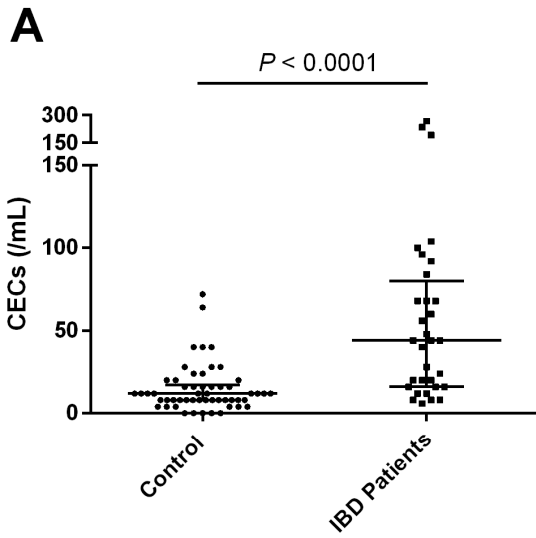 A
P < 0.0001
300
150
150
100
50
0
CECs (/mL)
Control
IBD Patients